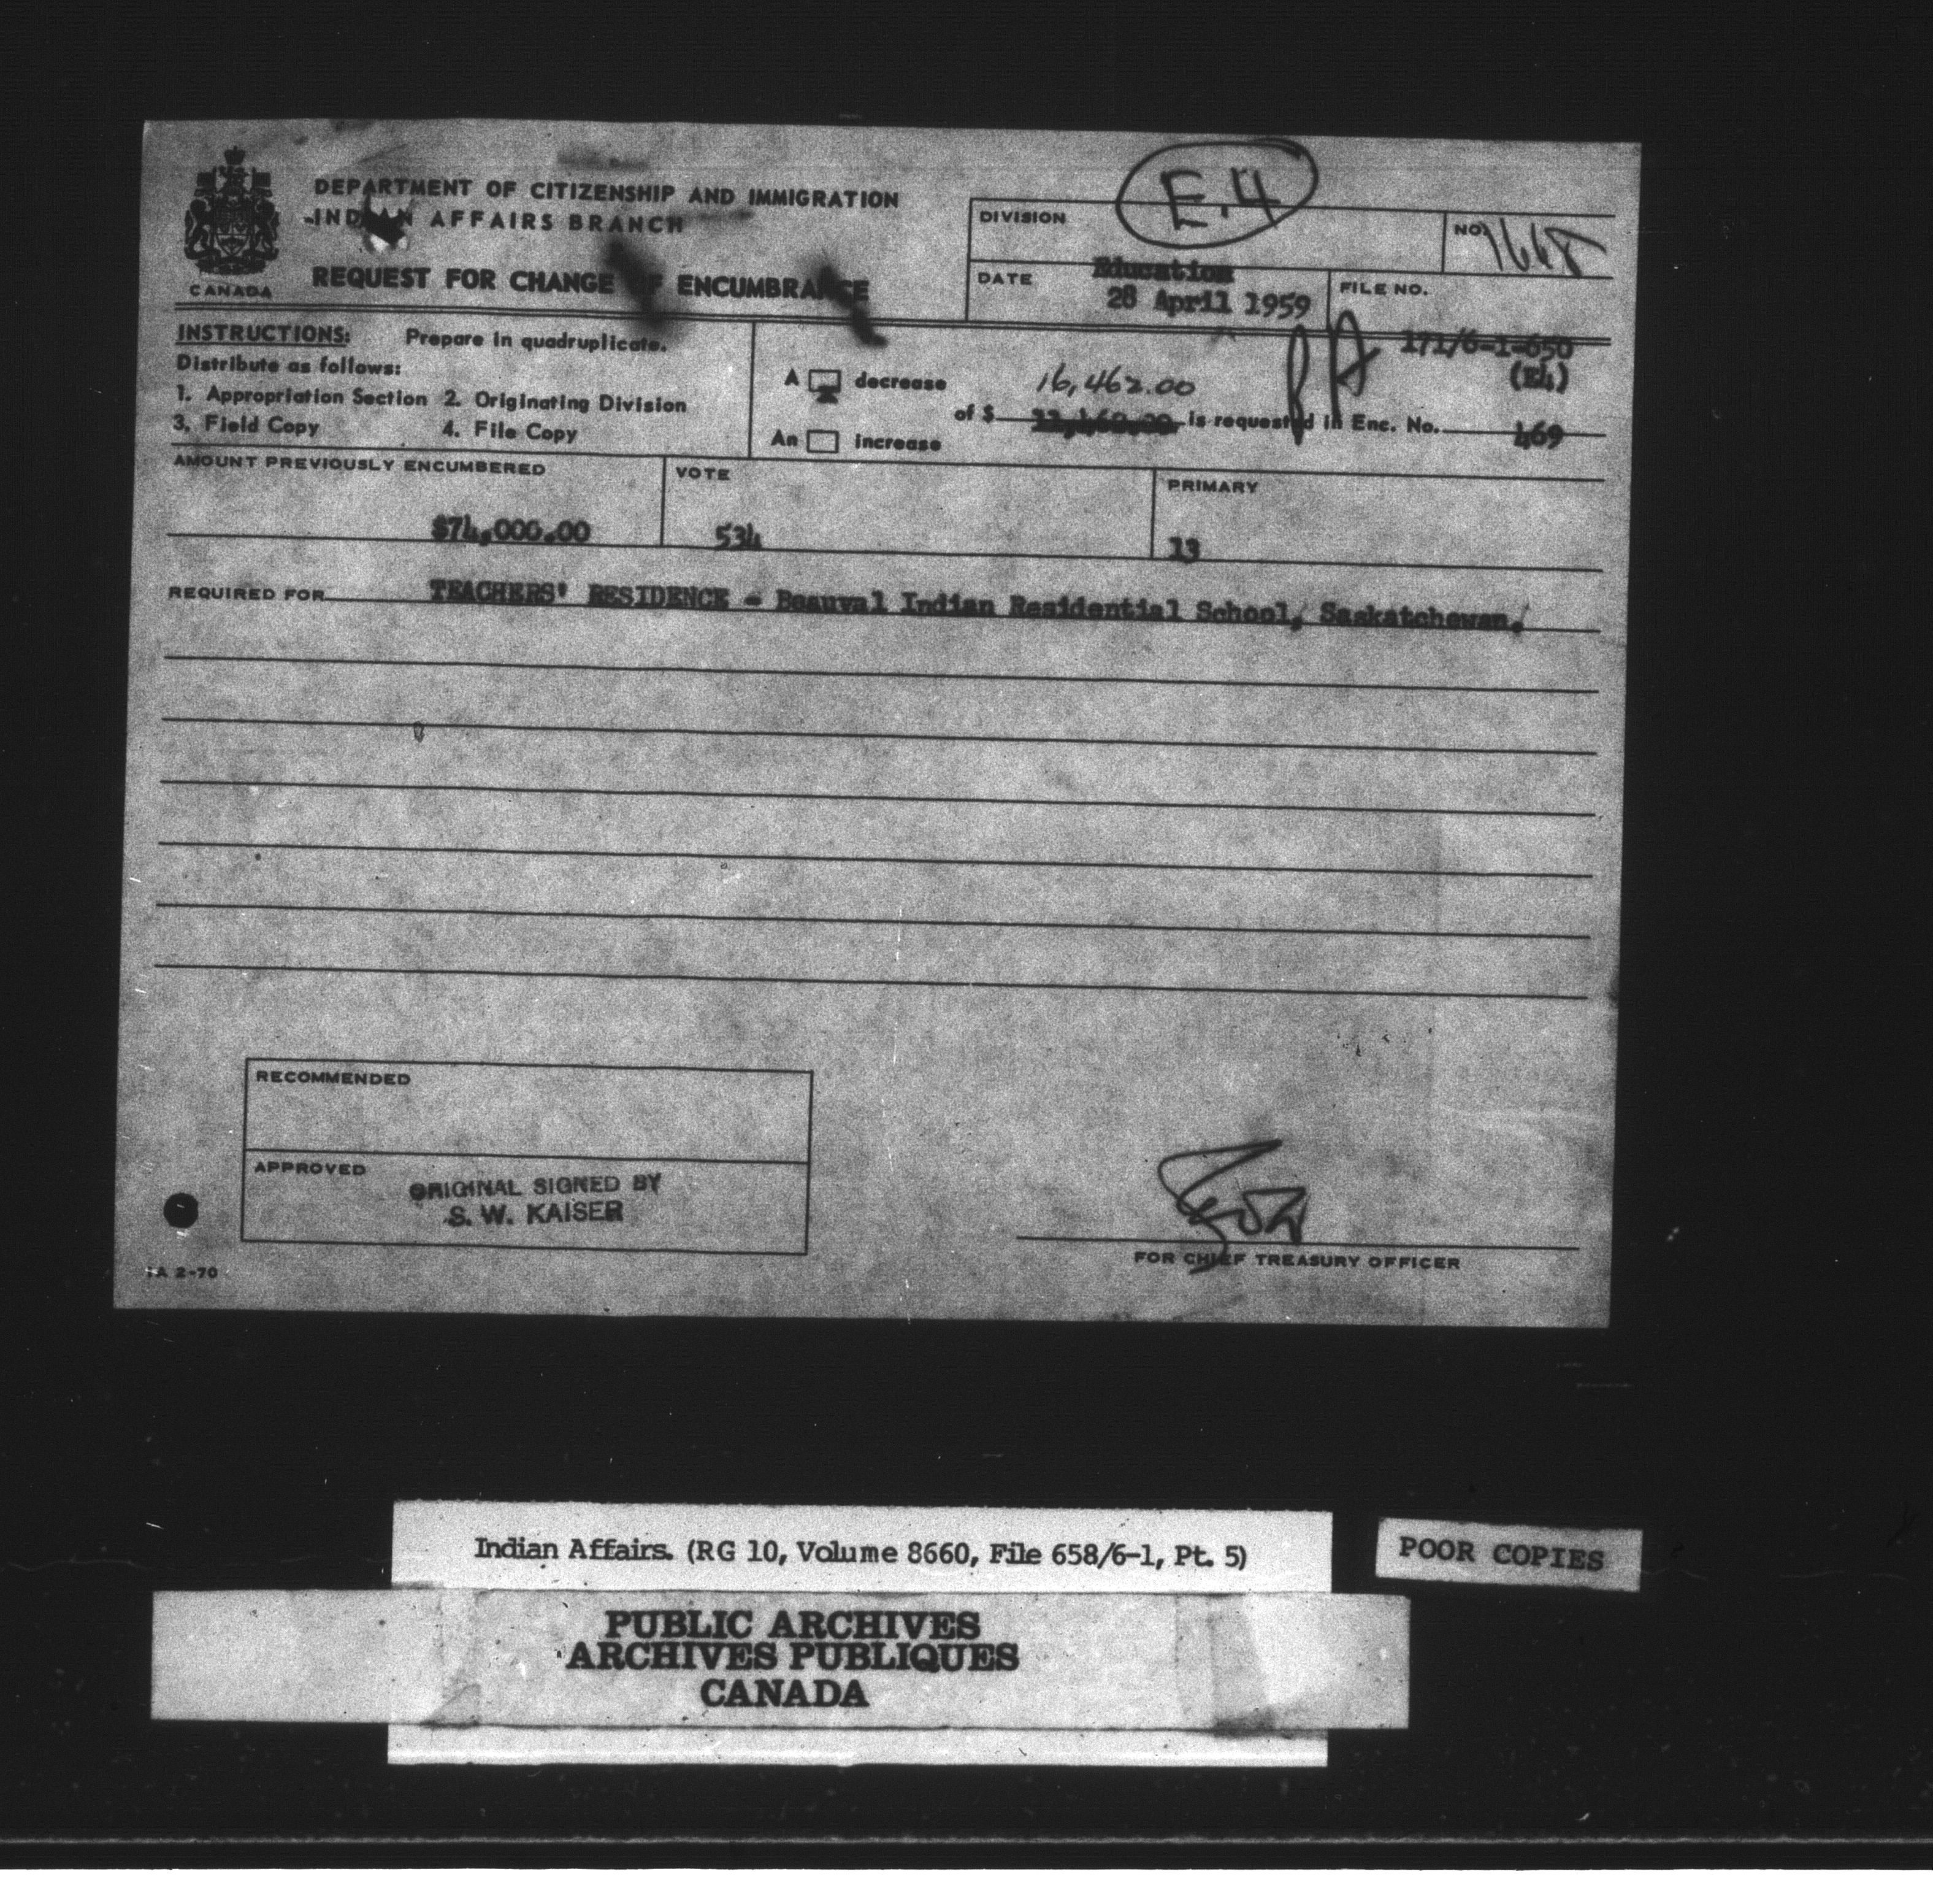 CANADA
DEPARTMENT OF CITIZENSHIP AND IMMIGRATION
INDIAN AFFAIRS BRANCH
REQUEST FOR CHANGE OF ENCUMBRANCE
E.4
DIVISION
Education
NO.
DATE
28 April 1959
FILE NO.
171/6-1-650
(E4)
PA
INSTRUCTIONS: Prepare in quadruplicate.
Distribute as follows:
1. Appropriation Section 2. Originating Division
3. Field Copy 4. File Copy
A decrease
An increase
16,462.00
of $ is requested in Enc. No. 469
AMOUNT PREVIOUSLY ENCUMBERED
$74,000.00
VOTE
534
PRIMARY
13
REQUIRED FOR TEACHERS' RESIDENCE - Beauval Indian Residential School, Saskatchewan.
RECOMMENDED
APPROVED
ORIGINAL SIGNED BY
S. W. KAISER
FOR CHIEF TREASURY OFFICER
IA 2-70
Indian Affairs. (RG 10, Volume 8660, File 658/6-1, Pt. 5)
POOR COPIES
PUBLIC ARCHIVES
ARCHIVES PUBLIQUES
CANADA